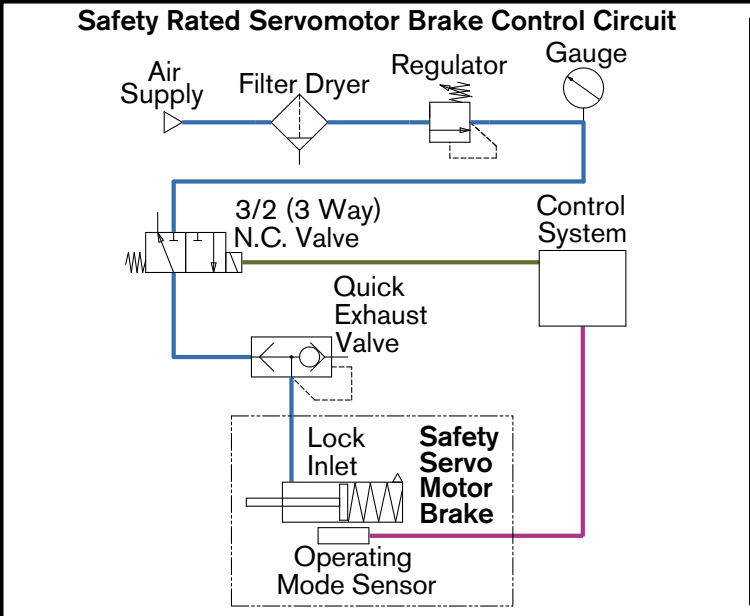 Safety Rated Servomotor Brake Control Circuit
Air
Supply
Filter Dryer
Regulator
Gauge
3/2 (3 Way)
N.C. Valve
Control
System
Quick
Exhaust
Valve
Lock
Inlet
Safety
Servo
Motor
Brake
Operating
Mode Sensor